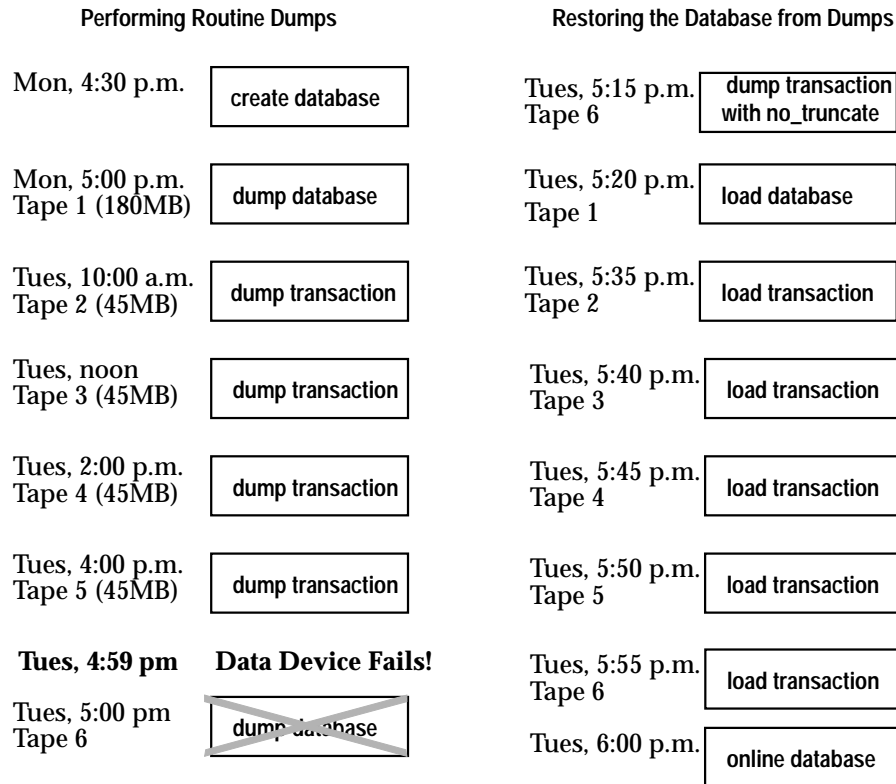 Performing Routine Dumps
Mon, 4:30 p.m.
create database
Mon, 5:00 p.m.
Tape 1 (180MB)
dump database
Tues, 10:00 a.m.
Tape 2 (45MB)
dump transaction
Tues, noon
Tape 3 (45MB)
dump transaction
Tues, 2:00 p.m.
Tape 4 (45MB)
dump transaction
Tues, 4:00 p.m.
Tape 5 (45MB)
dump transaction
Tues, 4:59 pm
Data Device Fails!
Tues, 5:00 pm
Tape 6
dump database
Restoring the Database from Dumps
Tues, 5:15 p.m.
Tape 6
dump transaction
with no_truncate
Tues, 5:20 p.m.
Tape 1
load database
Tues, 5:35 p.m.
Tape 2
load transaction
Tues, 5:40 p.m.
Tape 3
load transaction
Tues, 5:45 p.m.
Tape 4
load transaction
Tues, 5:50 p.m.
Tape 5
load transaction
Tues, 5:55 p.m.
Tape 6
load transaction
Tues, 6:00 p.m.
online database